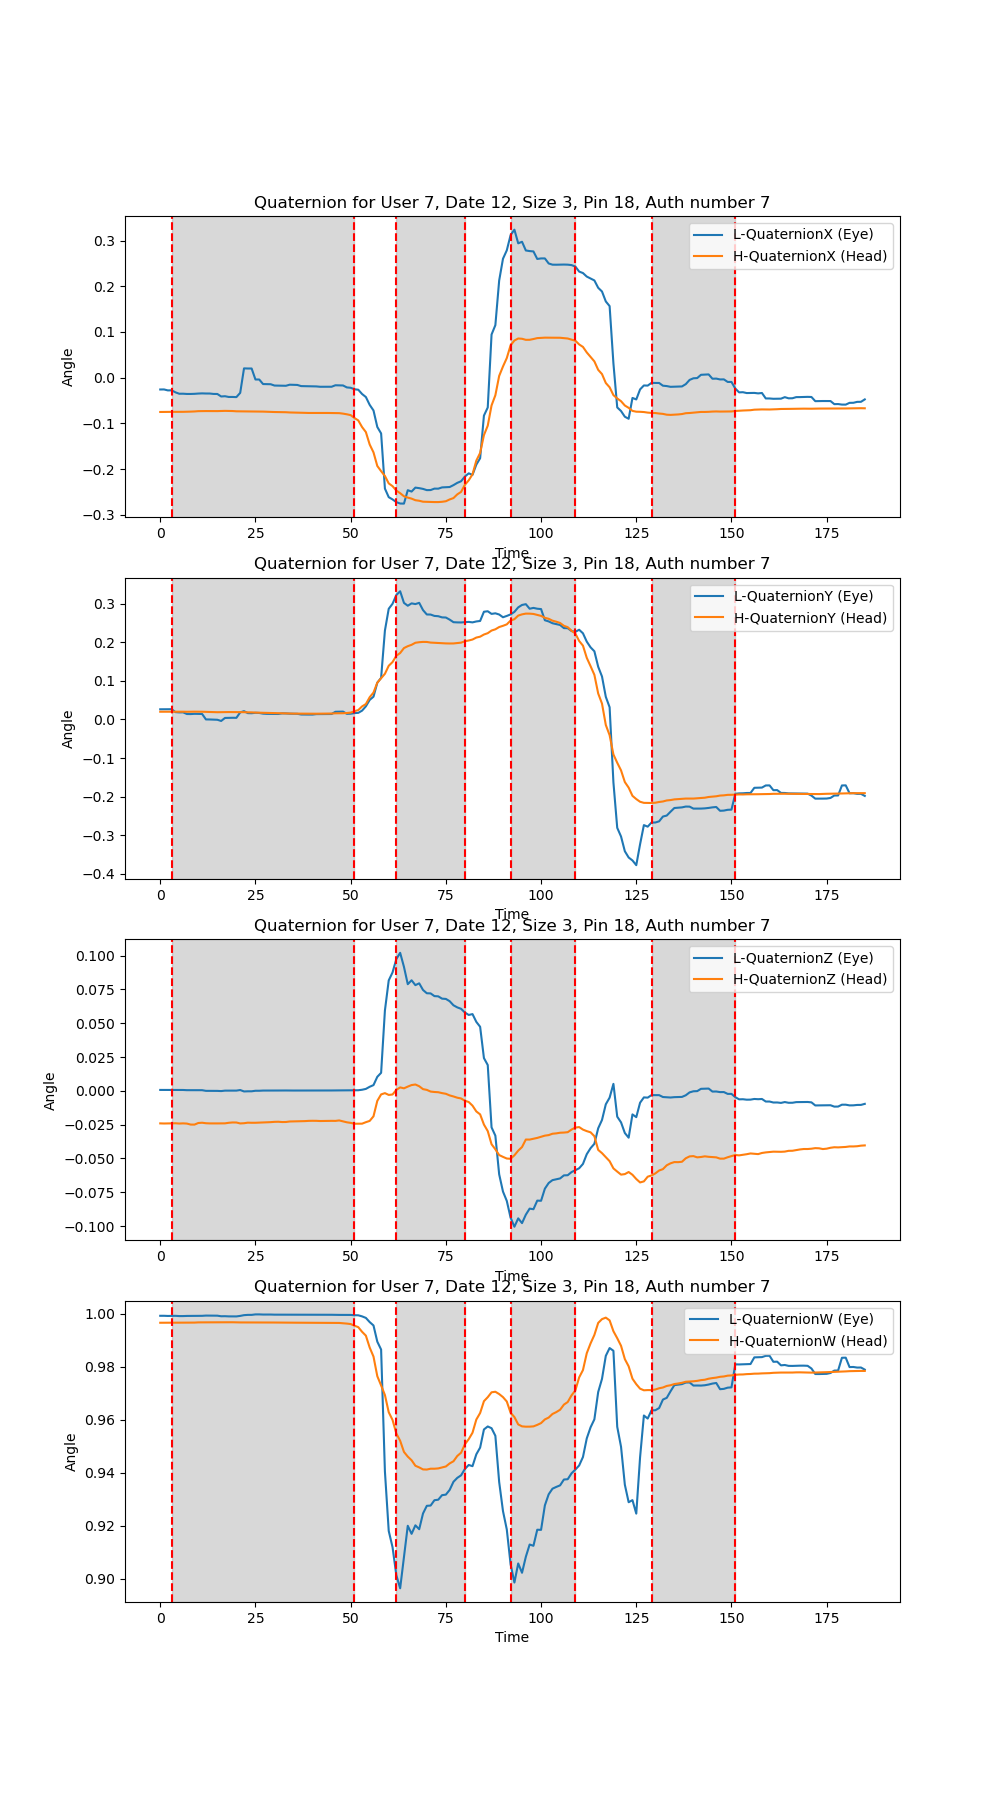 Quaternion for User 7, Date 12, Size 3, Pin 18, Auth number 7
L-QuaternionX (Eye)
H-QuaternionX (Head)
Angle
0.3
0.2
0.1
0.0
−0.1
−0.2
−0.3
0 25 50 75 100 125 150 175
Time
Quaternion for User 7, Date 12, Size 3, Pin 18, Auth number 7
L-QuaternionY (Eye)
H-QuaternionY (Head)
Angle
0.3
0.2
0.1
0.0
−0.1
−0.2
−0.3
−0.4
0 25 50 75 100 125 150 175
Time
Quaternion for User 7, Date 12, Size 3, Pin 18, Auth number 7
L-QuaternionZ (Eye)
H-QuaternionZ (Head)
Angle
0.100
0.075
0.050
0.025
0.000
−0.025
−0.050
−0.075
−0.100
0 25 50 75 100 125 150 175
Time
Quaternion for User 7, Date 12, Size 3, Pin 18, Auth number 7
L-QuaternionW (Eye)
H-QuaternionW (Head)
Angle
1.00
0.98
0.96
0.94
0.92
0.90
0 25 50 75 100 125 150 175
Time